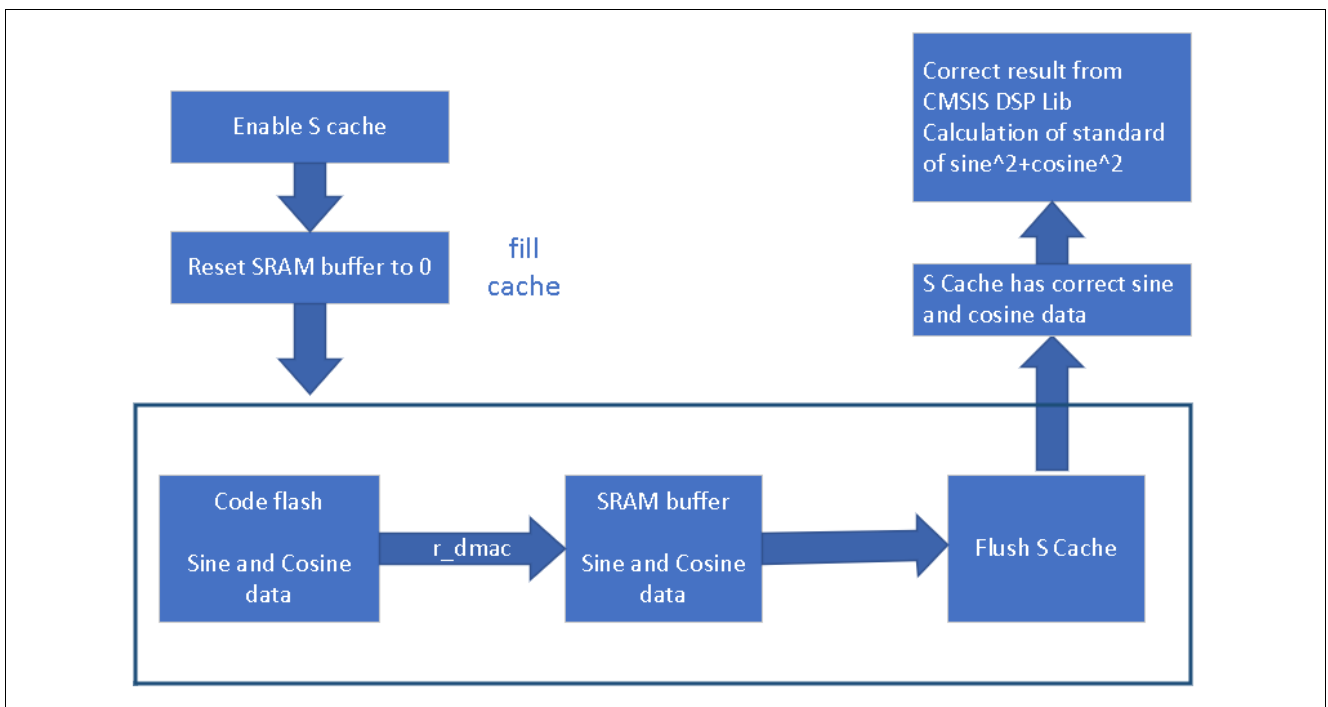 Enable S cache
Reset SRAM buffer to 0
fill
cache
Code flash
Sine and Cosine
data
r_dmac
SRAM buffer
Sine and Cosine
data
Flush S Cache
S Cache has correct sine
and cosine data
Correct result from
CMSIS DSP Lib
Calculation of standard
of sine^2+cosine^2